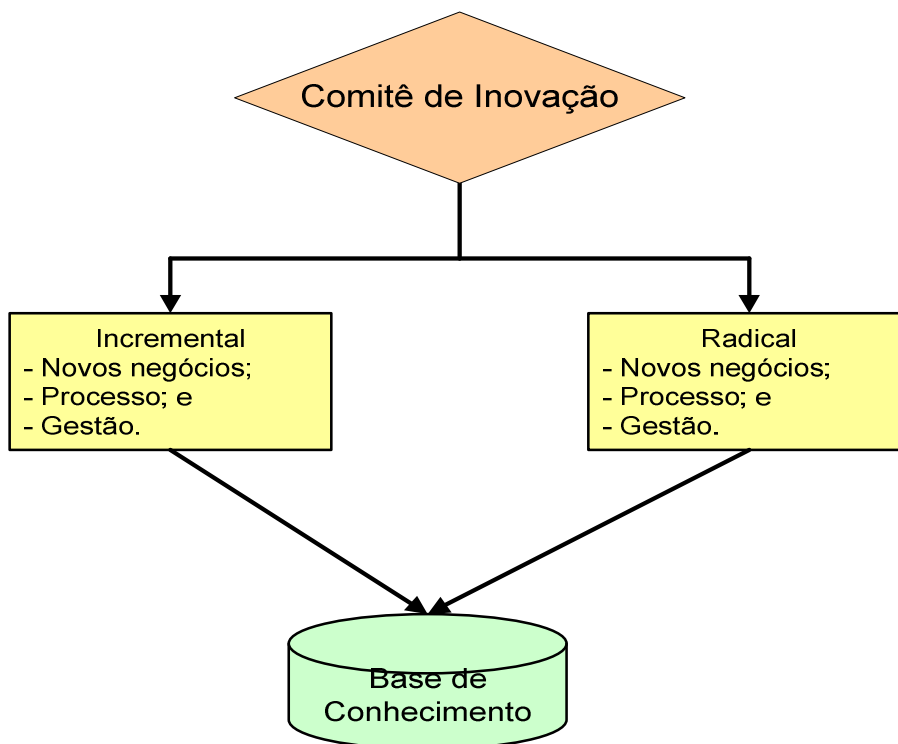 Comitê de Inovação
Incremental
- Novos negócios;
- Processo; e
- Gestão.
Radical
- Novos negócios;
- Processo; e
- Gestão.
Base de
Conhecimento